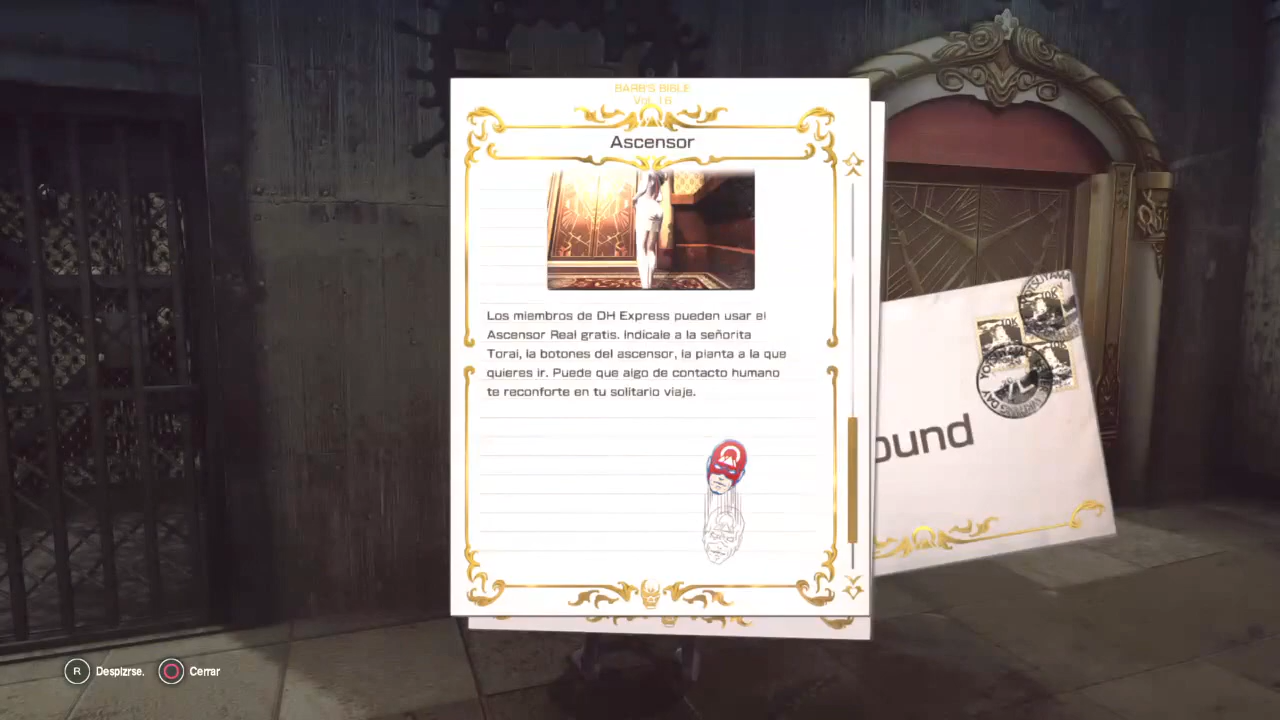 BARB'S BIBLE
Vol. 16
Ascensor
Los miembros de DH Express pueden usar el
Ascensor Real gratis. Indícale a la señorita
Torai, la botones del ascensor, la planta a la que
quieres ir. Puede que algo de contacto humano
te reconforte en tu solitario viaje.
10K
10K
ound
R Desplzrse.
Cerrar